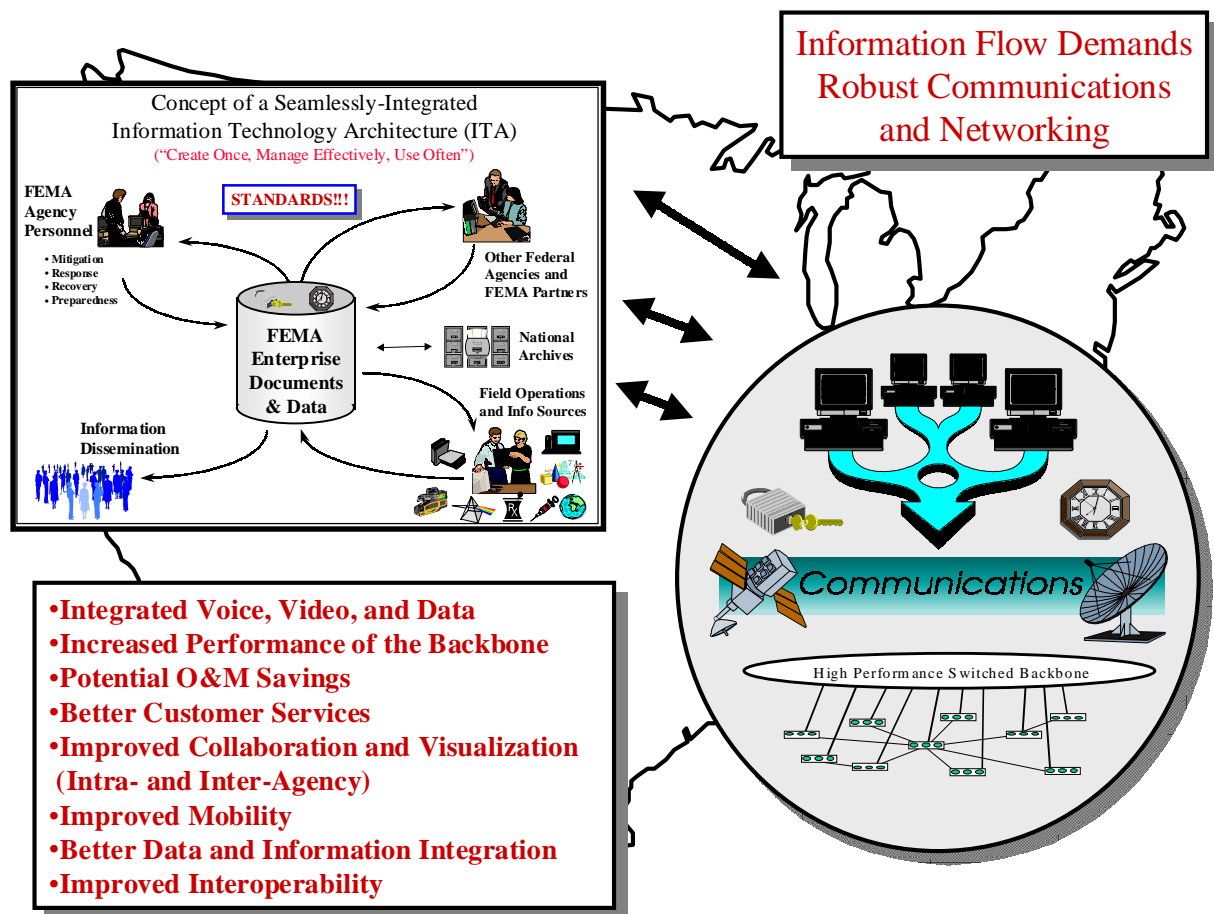 Information Flow Demands
Robust Communications
and Networking
Concept of a Seamlessly-Integrated
Information Technology Architecture (ITA)
(“Create Once, Manage Effectively, Use Often”)
STANDARDS!!!
FEMA
Agency
Personnel
• Mitigation
• Response
• Recovery
• Preparedness
Other Federal
Agencies and
FEMA Partners
FEMA
Enterprise
Documents
& Data
National
Archives
Field Operations
and Info Sources
Information
Dissemination
Rx
Communications
High Performance Switched Backbone
•Integrated Voice, Video, and Data
•Increased Performance of the Backbone
•Potential O&M Savings
•Better Customer Services
•Improved Collaboration and Visualization
(Intra- and Inter-Agency)
•Improved Mobility
•Better Data and Information Integration
•Improved Interoperability